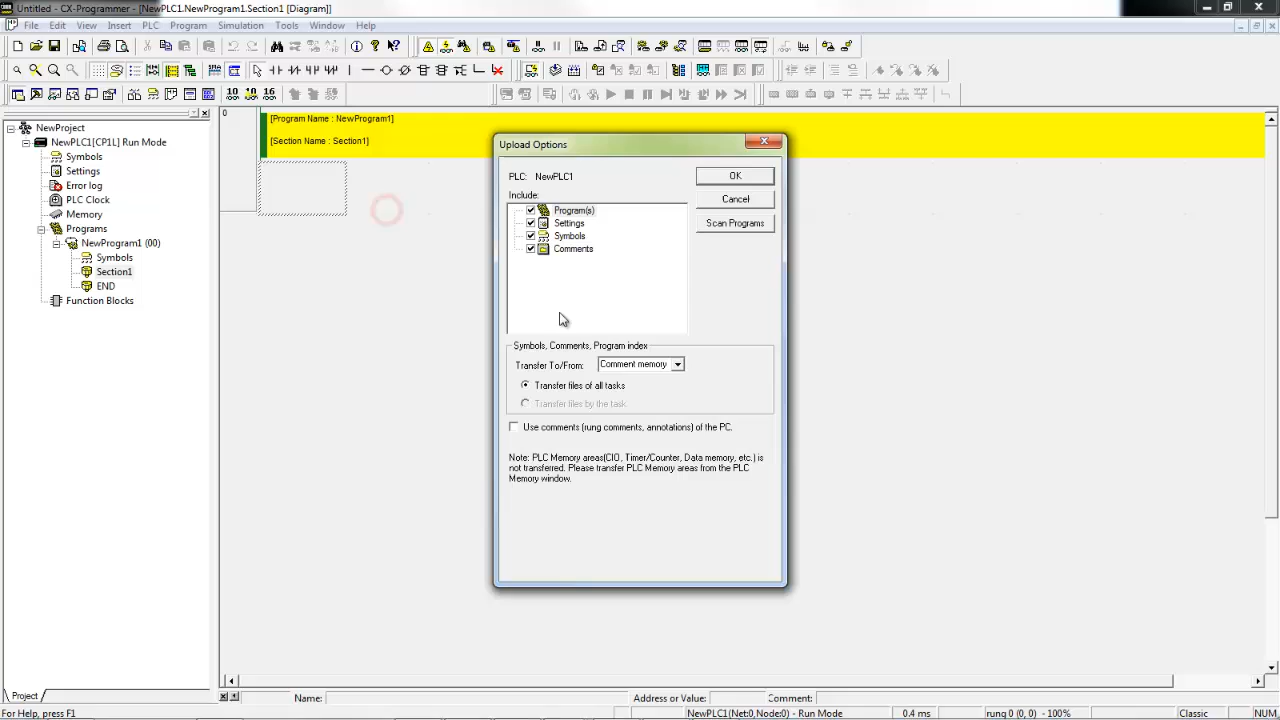 Untitled - CX-Programmer - [NewPLC1.NewProgram1.Section1 [Diagram]]
File Edit View Insert PLC Program Simulation Tools Window Help
10 10 16
NewProject
NewPLC1[CP1L] Run Mode
Symbols
Settings
Error log
PLC Clock
Memory
Programs
NewProgram1 (00)
Symbols
Section1
END
Function Blocks
Project
0
[Program Name : NewProgram1]
[Section Name : Section1]
Upload Options
PLC: NewPLC1
Include:
Program(s)
Settings
Symbols
Comments
OK
Cancel
Scan Programs
Symbols, Comments, Program index
Transfer To/From: Comment memory
Transfer files of all tasks
Transfer files by the task
Use comments (rung comments, annotations) of the PC.
Note: PLC Memory areas(CIO, Timer/Counter, Data memory, etc.) is
not transferred. Please transfer PLC Memory areas from the PLC
Memory window.
Name: Address or Value: Comment:
For Help, press F1 NewPLC1(Net:0,Node:0) - Run Mode 0.4 ms rung 0 (0, 0) - 100% Classic NUM